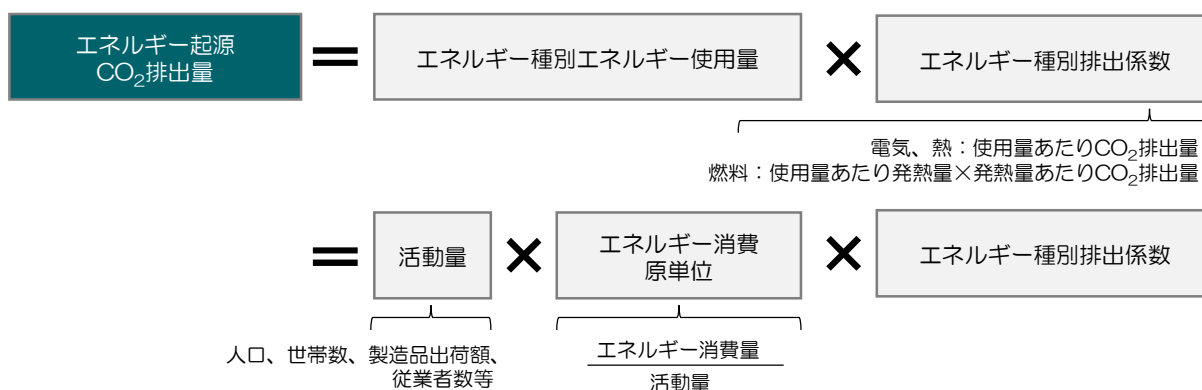 エネルギー起源
CO₂排出量
=
エネルギー種別エネルギー使用量
×
エネルギー種別排出係数
電気、熱：使用量あたりCO₂排出量
燃料：使用量あたり発熱量×発熱量あたりCO₂排出量
=
活動量
×
エネルギー消費
原単位
×
エネルギー種別排出係数
人口、世帯数、製造品出荷額、
従業者数等
エネルギー消費量
活動量